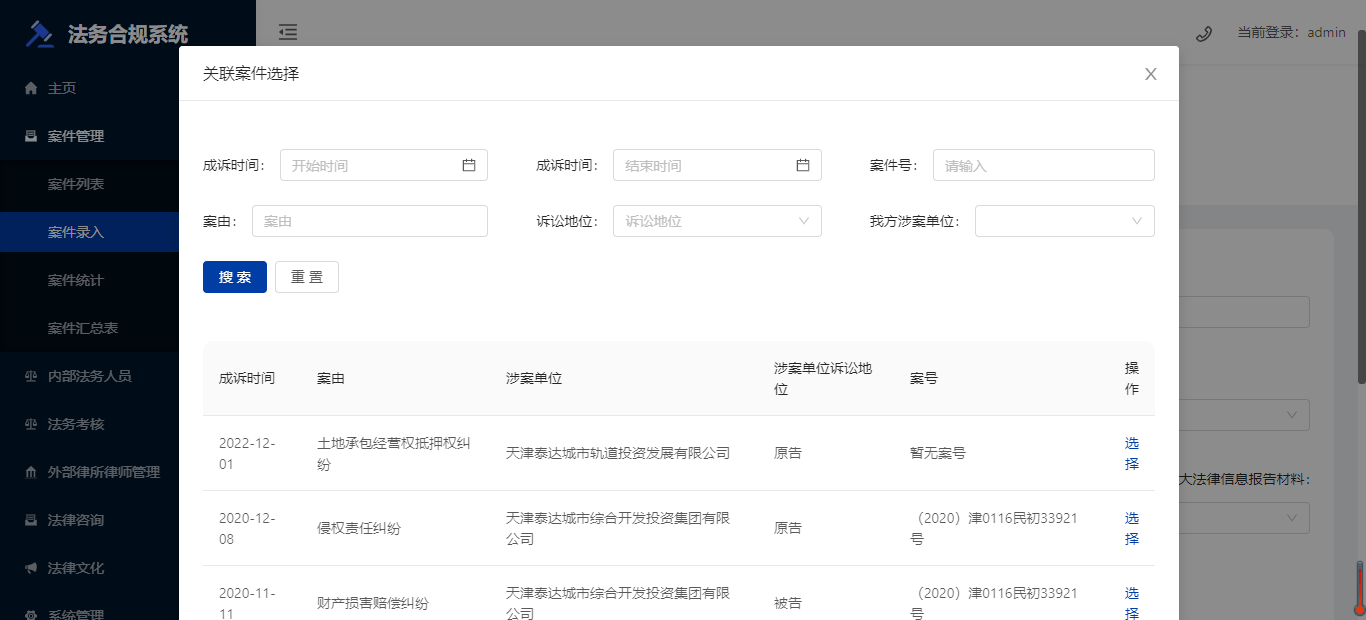 法务合规系统
当前登录：admin
主页
案件管理
案件列表
案件录入
案件统计
案件汇总表
内部法务人员
法务考核
外部律所律师管理
法律咨询
法律文化
系统管理
关联案件选择
成诉时间： 开始时间 成诉时间： 结束时间 案件号： 请输入
案由： 案由 诉讼地位： 诉讼地位 我方涉案单位：
搜 索 重 置
成诉时间 案由 涉案单位 涉案单位诉讼地
位 案号 操
作
2022-12-
01 土地承包经营权抵押权纠
纷 天津泰达城市轨道投资发展有限公司 原告 暂无案号 选
择
2020-12-
08 侵权责任纠纷 天津泰达城市综合开发投资集团有限
公司 原告 （2020）津0116民初33921
号 选
择
2020-11-
11 财产损害赔偿纠纷 天津泰达城市综合开发投资集团有限
公司 被告 （2020）津0116民初33921
号 选
择
大法律信息报告材料：